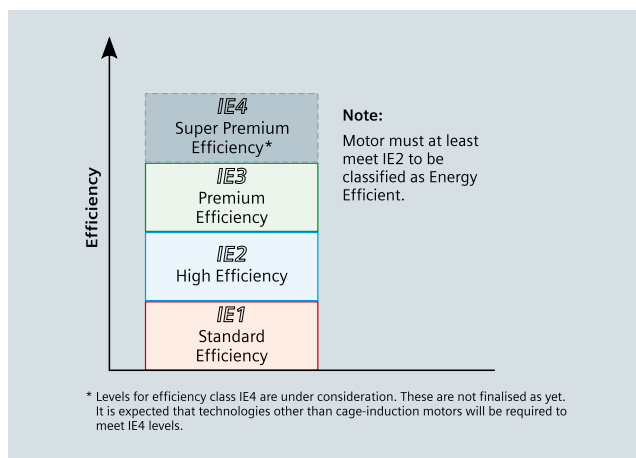 IE4
Super Premium
Efficiency*
Note:
Motor must at least
meet IE2 to be
classified as Energy
Efficient.
IE3
Premium
Efficiency
Efficiency
IE2
High Efficiency
IE1
Standard
Efficiency
* Levels for efficiency class IE4 are under consideration. These are not finalised as yet.
It is expected that technologies other than cage-induction motors will be required to
meet IE4 levels.